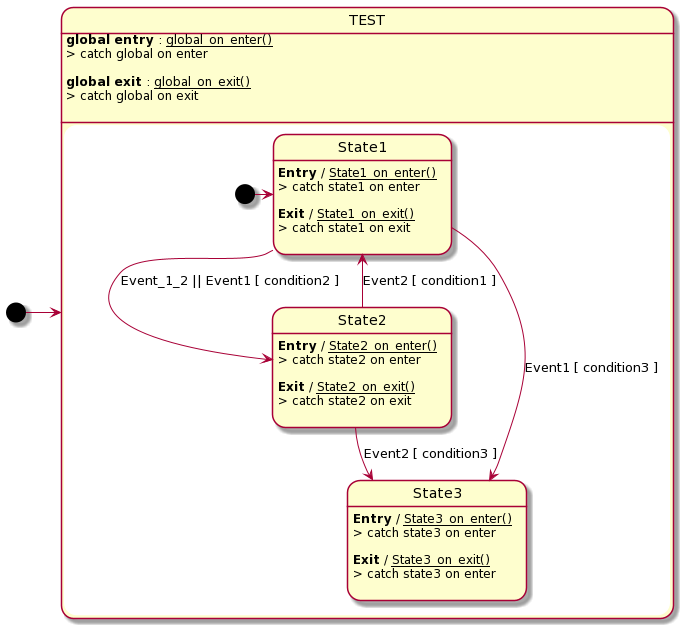 TEST
global entry : global_on_enter()
> catch global on enter
global exit : global_on_exit()
> catch global on exit
State1
Entry / State1_on_enter()
> catch state1 on enter
Exit / State1_on_exit()
> catch state1 on exit
Event_1_2 || Event1 [ condition2 ]
Event2 [ condition1 ]
State2
Entry / State2_on_enter()
> catch state2 on enter
Exit / State2_on_exit()
> catch state2 on exit
Event1 [ condition3 ]
Event2 [ condition3 ]
State3
Entry / State3_on_enter()
> catch state3 on enter
Exit / State3_on_exit()
> catch state3 on enter